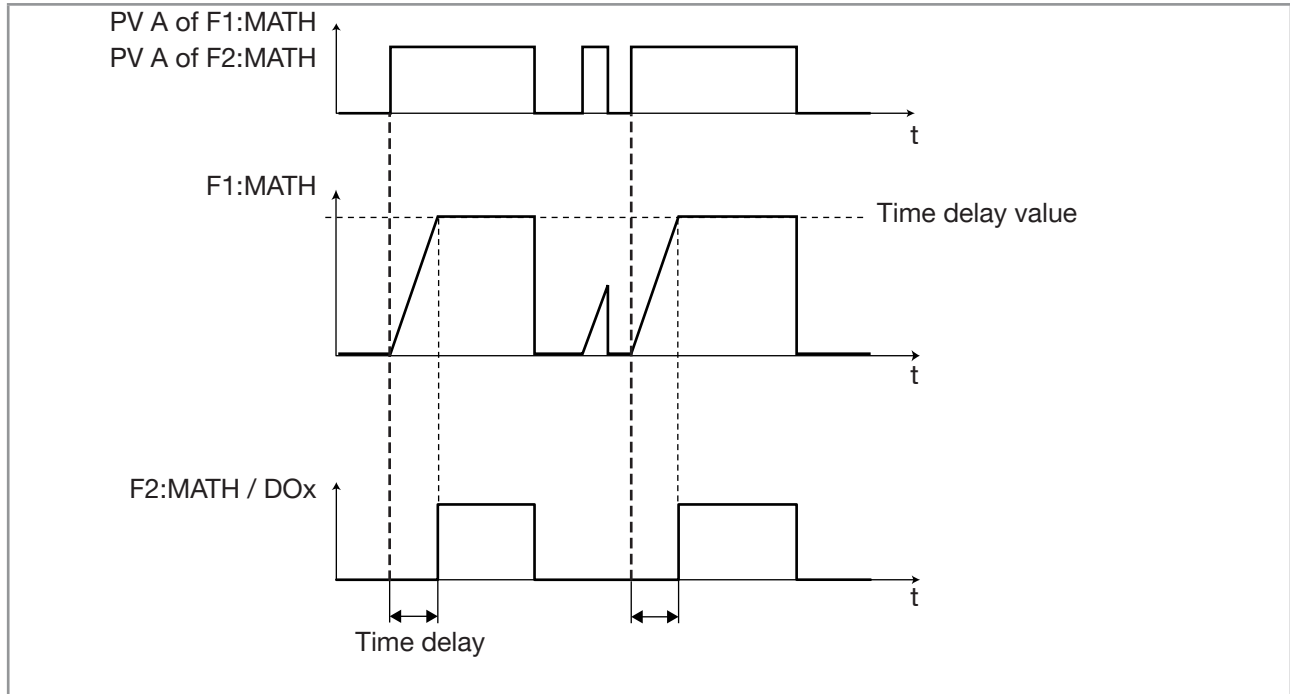 PV A of F1:MATH
PV A of F2:MATH
t
F1:MATH
Time delay value
t
F2:MATH / DOx
t
Time delay